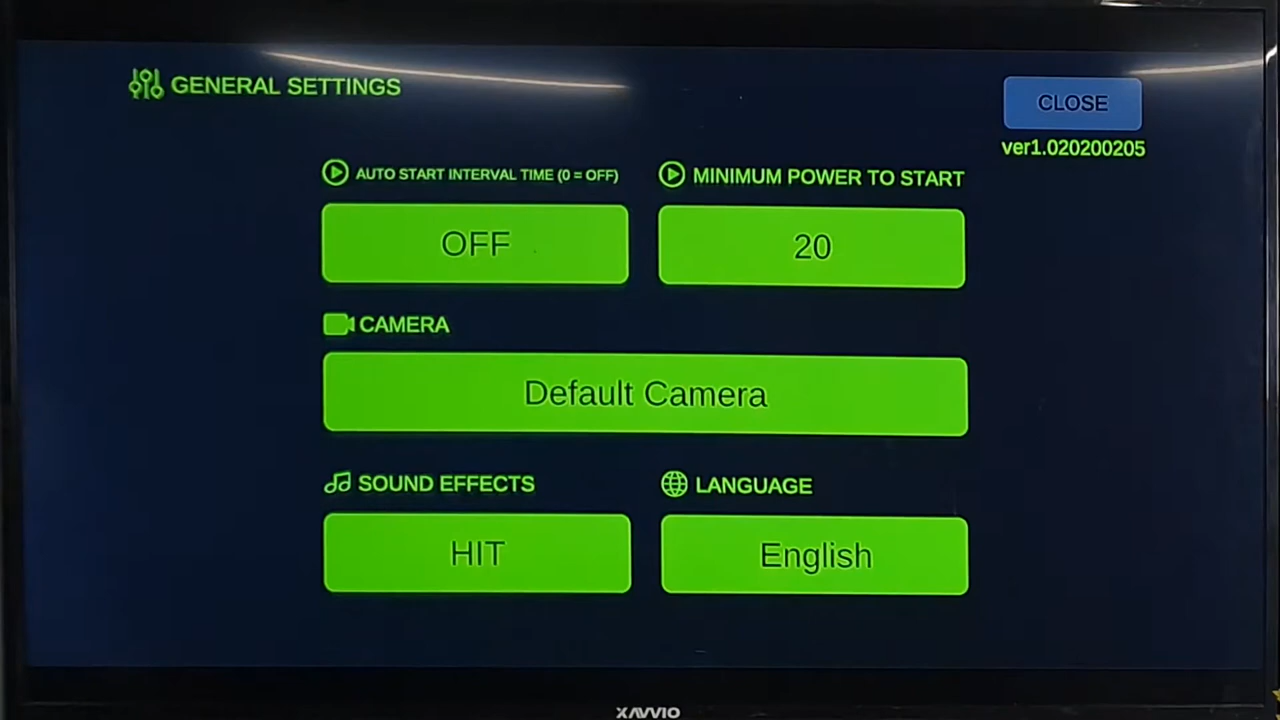 GENERAL SETTINGS
CLOSE
ver1.020200205
AUTO START INTERVAL TIME (0 = OFF)
MINIMUM POWER TO START
OFF
20
CAMERA
Default Camera
SOUND EFFECTS
LANGUAGE
HIT
English
XAVVIO